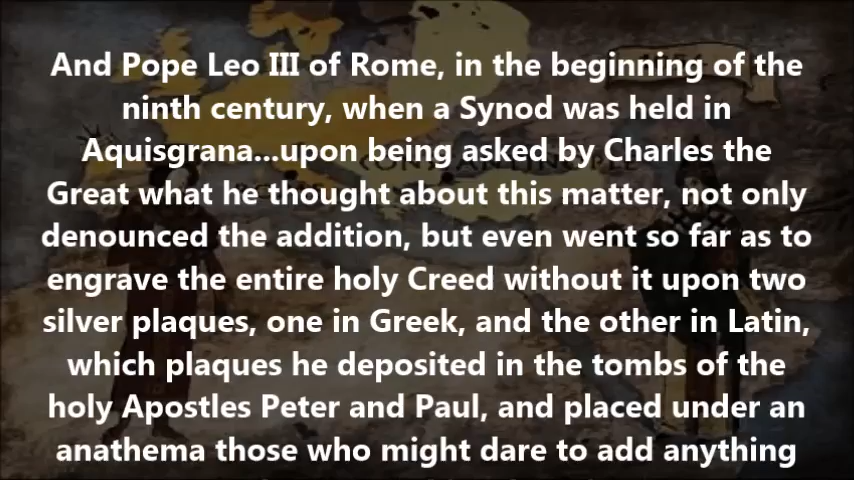 And Pope Leo III of Rome, in the beginning of the
ninth century, when a Synod was held in
Aquisgrana...upon being asked by Charles the
Great what he thought about this matter, not only
denounced the addition, but even went so far as to
engrave the entire holy Creed without it upon two
silver plaques, one in Greek, and the other in Latin,
which plaques he deposited in the tombs of the
holy Apostles Peter and Paul, and placed under an
anathema those who might dare to add anything